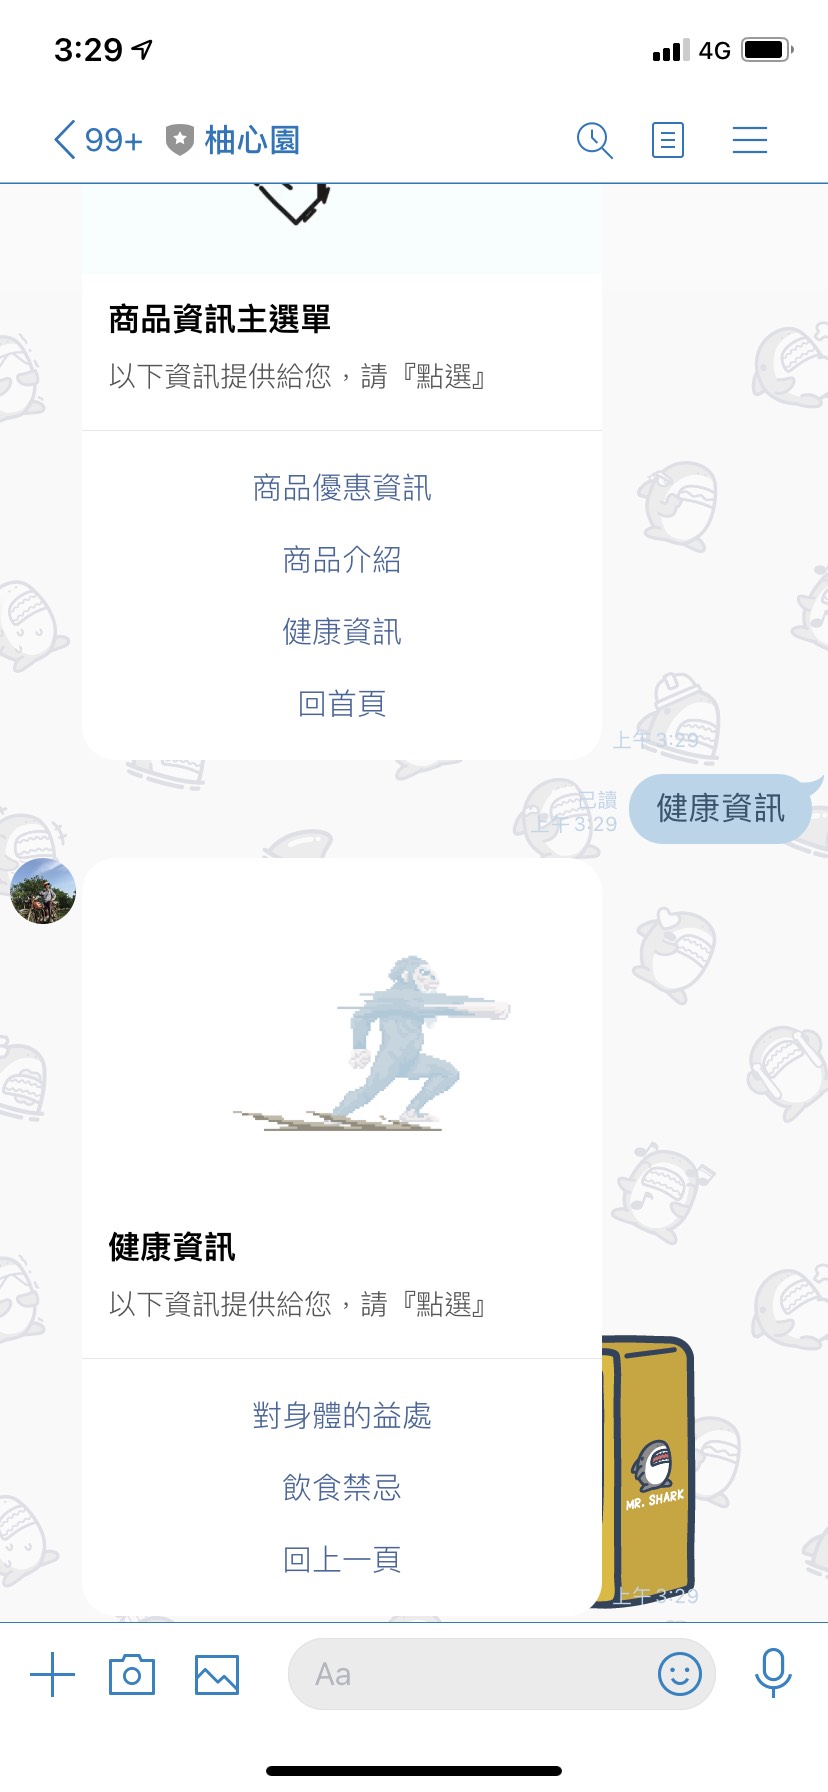 3:29
4G
99+
柚心園
商品資訊主選單
以下資訊提供給您，請『點選』
商品優惠資訊
商品介紹
健康資訊
回首頁
上午 3:29
已讀
上午 3:29
健康資訊
健康資訊
以下資訊提供給您，請『點選』
對身體的益處
飲食禁忌
回上一頁
MR. SHARK
上午 3:29
Aa